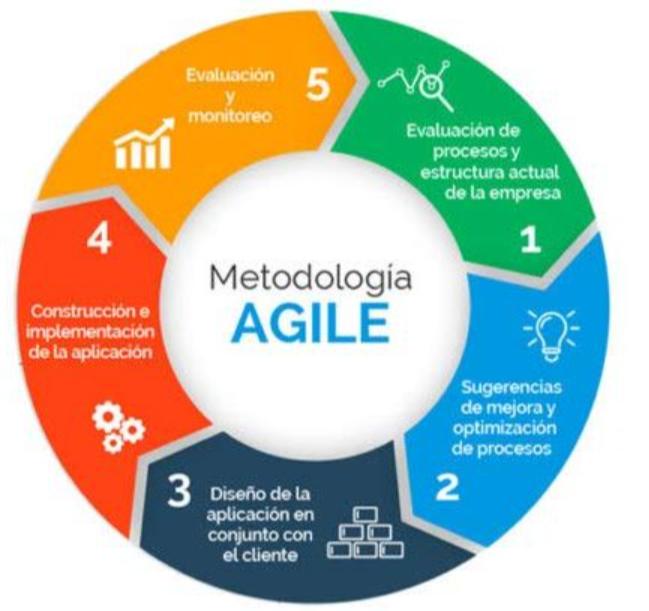 Metodología
AGILE
Evaluación de
procesos y
estructura actual
de la empresa
1
Sugerencias
de mejora y
optimización
de procesos
2
3
Diseño de la
aplicación en
conjunto con
el cliente
4
Construcción e
implementación
de la aplicación
Evaluación
y
monitoreo
5